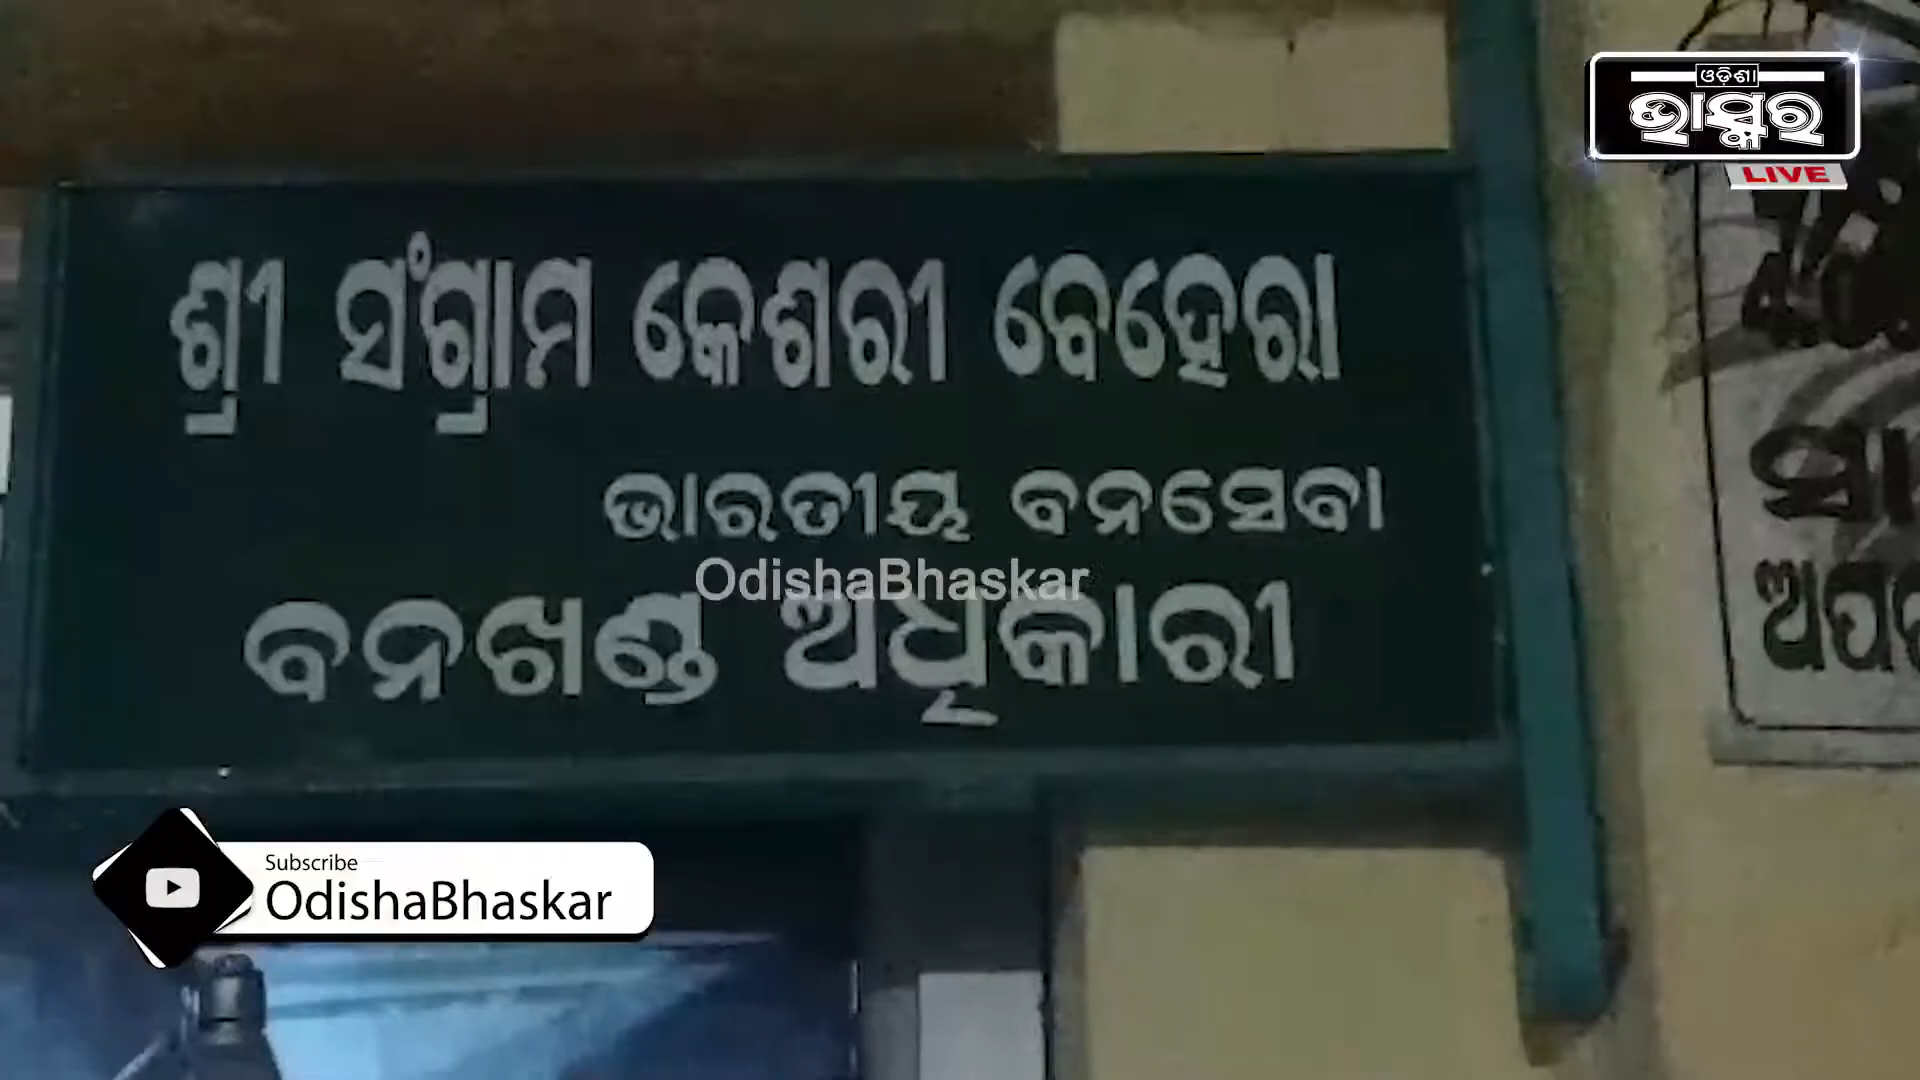 ଓଡ଼ିଶା
ଭାସ୍କର
LIVE
ଶ୍ରୀ ସଂଗ୍ରାମ କେଶରୀ ବେହେରା
ଭାରତୀୟ ବନସେବା
OdishaBhaskar
ବନଖଣ୍ଡ ଅଧିକାରୀ
Subscribe
OdishaBhaskar